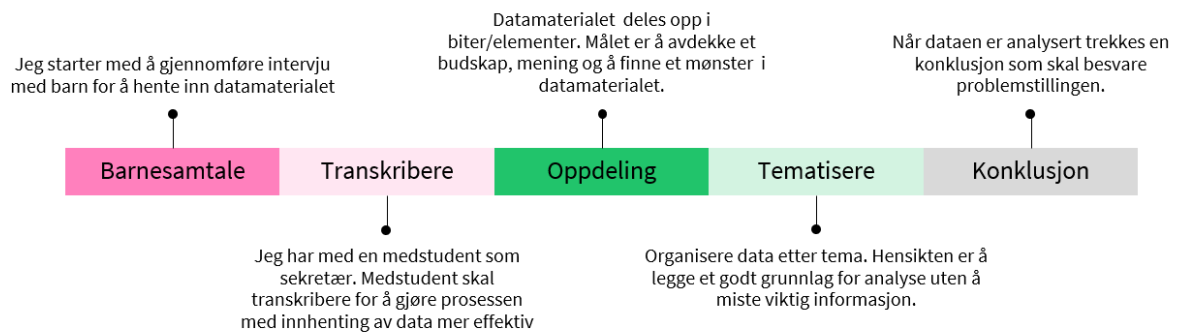 Jeg starter med å gjennomføre intervju
med barn for å hente inn datamaterialet
Datamaterialet deles opp i
biter/elementer. Målet er å avdekke et
budskap, mening og å finne et mønster i
datamaterialet.
Når dataen er analysert trekkes en
konklusjon som skal besvare
problemstillingen.
Barnesamtale
Transkribere
Oppdeling
Tematisere
Konklusjon
Jeg har med en medstudent som
sekretær. Medstudent skal
transkribere for å gjøre prosessen
med innhenting av data mer effektiv
Organisere data etter tema. Hensikten er å
legge et godt grunnlag for analyse uten å
miste viktig informasjon.